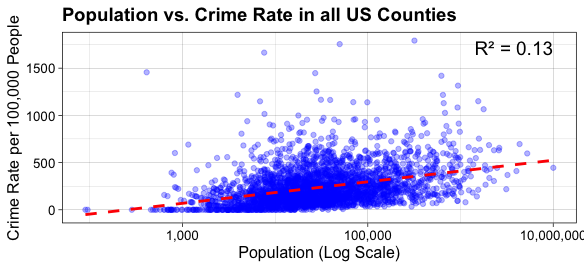 Population vs. Crime Rate in all US Counties
R² = 0.13
Crime Rate per 100,000 People
1500
1000
500
0
1,000
100,000
10,000,000
Population (Log Scale)